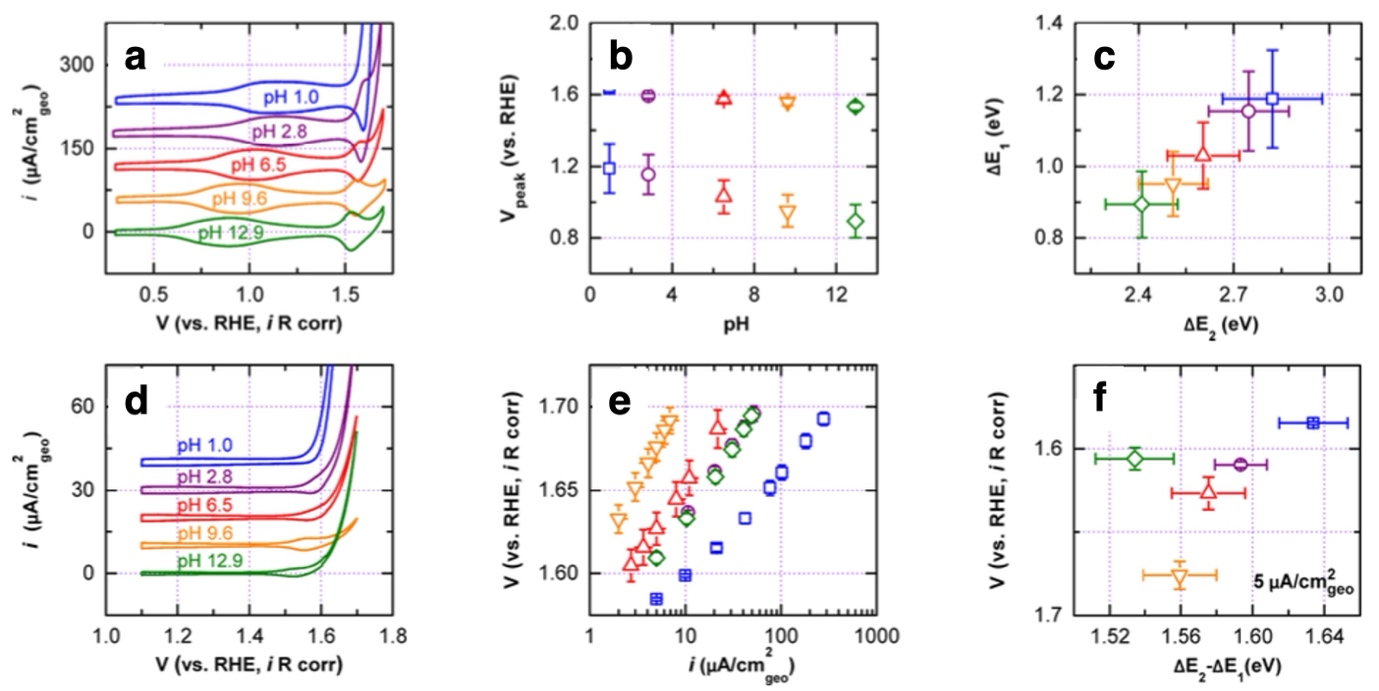 a
300
150
0
i (μA/cm²geo)
pH 1.0
pH 2.8
pH 6.5
pH 9.6
pH 12.9
0.5 1.0 1.5
V (vs. RHE, i R corr)
b
2.0
1.6
1.2
0.8
Vpeak (vs. RHE)
0 4 8 12
pH
c
1.4
1.2
1.0
0.8
ΔE1 (eV)
2.4 2.7 3.0
ΔE2 (eV)
d
60
30
0
i (μA/cm²geo)
pH 1.0
pH 2.8
pH 6.5
pH 9.6
pH 12.9
1.0 1.2 1.4 1.6 1.8
V (vs. RHE, i R corr)
e
1.70
1.65
1.60
V (vs. RHE, i R corr)
1 10 100 1000
i (μA/cm²geo)
f
1.6
1.7
V (vs. RHE, i R corr)
5 μA/cm²geo
1.52 1.56 1.60 1.64
ΔE2-ΔE1(eV)